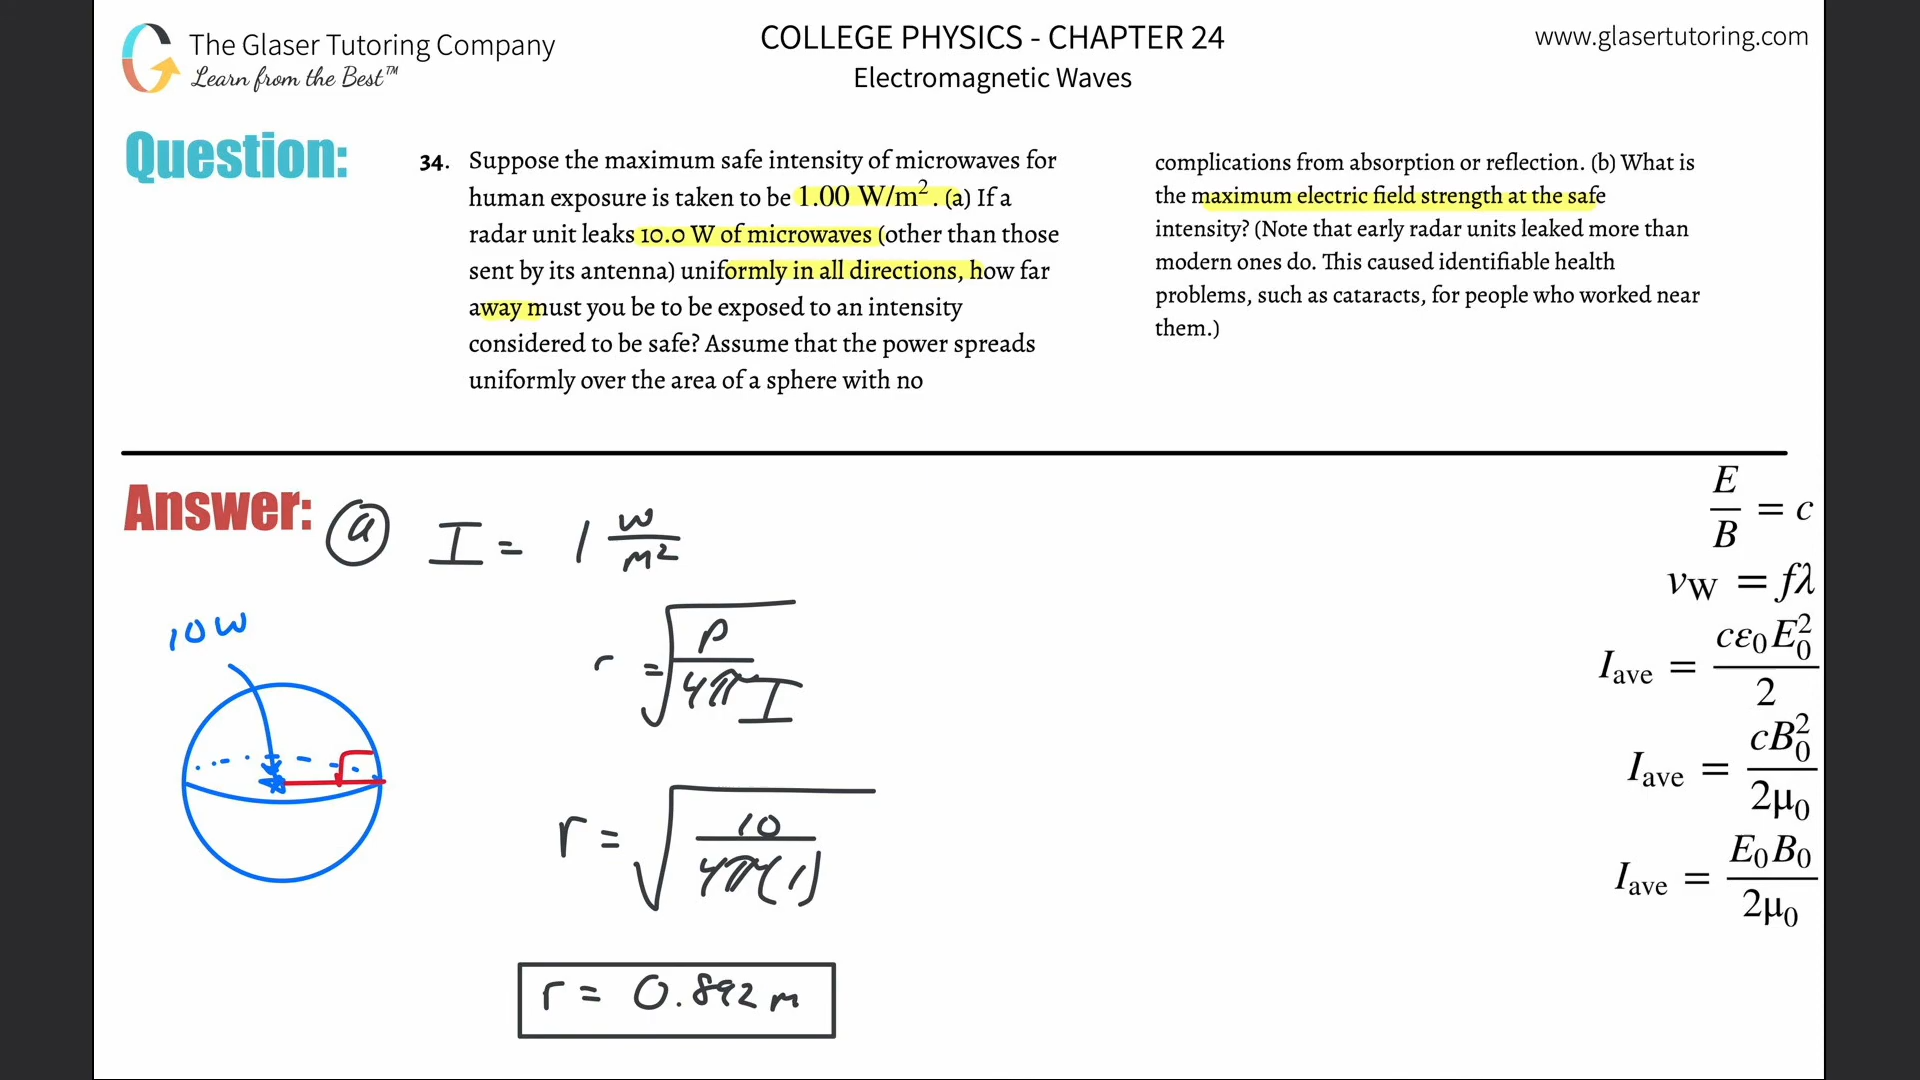 The Glaser Tutoring Company
Learn from the Best™
COLLEGE PHYSICS - CHAPTER 24
Electromagnetic Waves
www.glasertutoring.com
Question:
34. Suppose the maximum safe intensity of microwaves for
human exposure is taken to be 1.00 W/m². (a) If a
radar unit leaks 10.0 W of microwaves (other than those
sent by its antenna) uniformly in all directions, how far
away must you be to be exposed to an intensity
considered to be safe? Assume that the power spreads
uniformly over the area of a sphere with no
complications from absorption or reflection. (b) What is
the maximum electric field strength at the safe
intensity? (Note that early radar units leaked more than
modern ones do. This caused identifiable health
problems, such as cataracts, for people who worked near
them.)
Answer:
(a) I = 1 W/m²
10 W
r = √(P/(4πI))
r = √(10/(4π(1)))
r = 0.892 m
E/B = c
v_W = fλ
I_ave = cε₀E₀²/2
I_ave = cB₀²/2μ₀
I_ave = E₀B₀/2μ₀